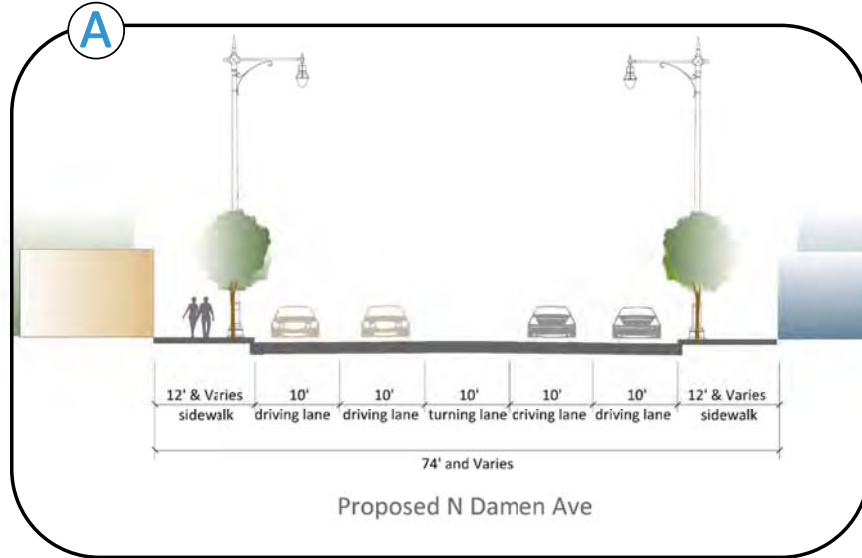 A
12' & Varies
sidewalk
10'
driving lane
10'
driving lane
10'
turning lane
10'
criving lane
10'
driving lane
12' & Varies
sidewalk
74' and Varies
Proposed N Damen Ave